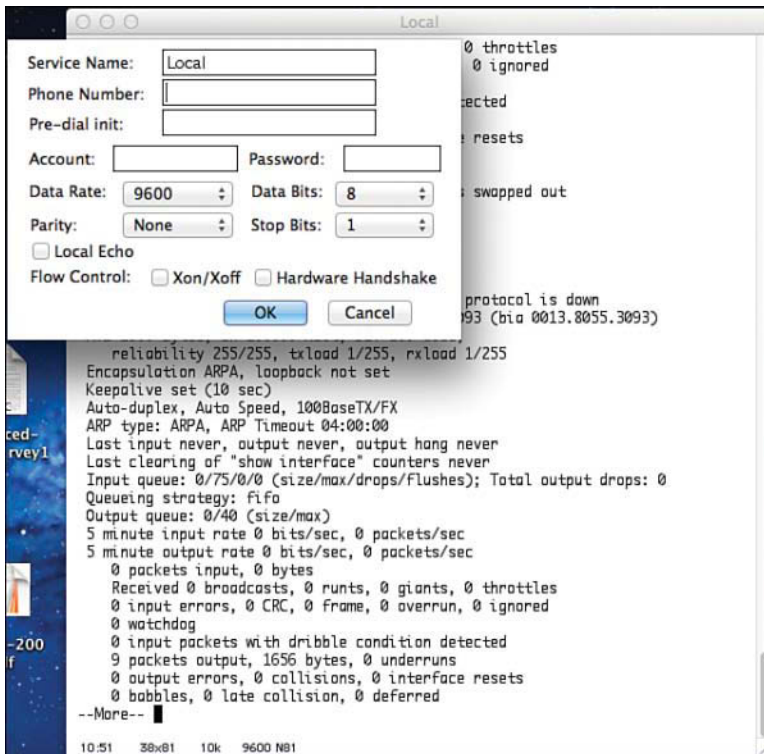 Local
Service Name: Local
Phone Number:
Pre-dial init:
Account: Password:
Data Rate: 9600 Data Bits: 8
Parity: None Stop Bits: 1
Local Echo
Flow Control: Xon/Xoff Hardware Handshake
OK Cancel
0 throttles
0 ignored
resets
swapped out
protocol is down
(bia 0013.8055.3093)
reliability 255/255, txload 1/255, rxload 1/255
Encapsulation ARPA, loopback not set
Keepalive set (10 sec)
Auto-duplex, Auto Speed, 100BaseTX/FX
ARP type: ARPA, ARP Timeout 04:00:00
Last input never, output never, output hang never
Last clearing of "show interface" counters never
Input queue: 0/75/0/0 (size/max/drops/flushes); Total output drops: 0
Queueing strategy: fifo
Output queue: 0/40 (size/max)
5 minute input rate 0 bits/sec, 0 packets/sec
5 minute output rate 0 bits/sec, 0 packets/sec
0 packets input, 0 bytes
Received 0 broadcasts, 0 runts, 0 giants, 0 throttles
0 input errors, 0 CRC, 0 frame, 0 overrun, 0 ignored
0 watchdog
0 input packets with dribble condition detected
9 packets output, 1656 bytes, 0 underruns
0 output errors, 0 collisions, 0 interface resets
0 babbles, 0 late collision, 0 deferred
--More--
10:51 38x81 10k 9600 N81
ced-
rvey1
-200